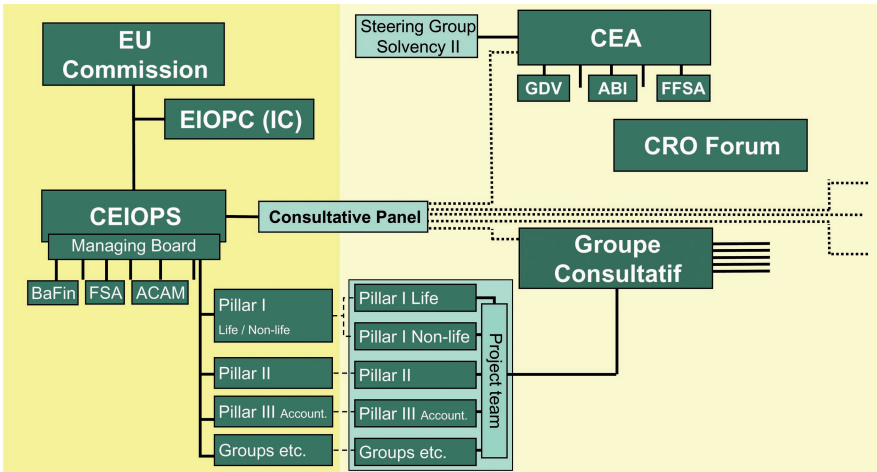 EU
Commission
EIOPC (IC)
CEIOPS
Managing Board
BaFin
FSA
ACAM
Pillar I
Life / Non-life
Pillar II
Pillar III Account.
Groups etc.
Steering Group
Solvency II
CEA
GDV
ABI
FFSA
CRO Forum
Consultative Panel
Groupe
Consultatif
Pillar I Life
Pillar I Non-life
Pillar II
Pillar III Account.
Groups etc.
Project team